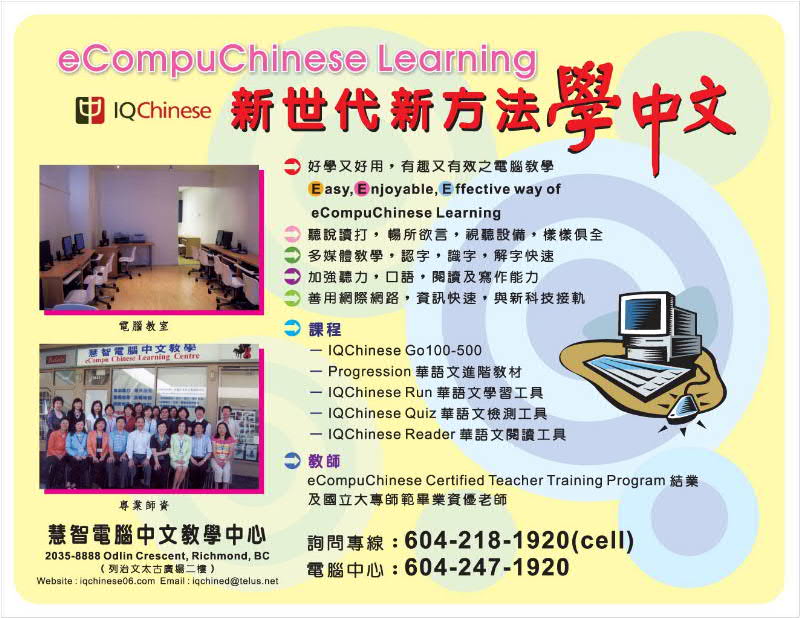 eCompuChinese Learning
IQChinese
新世代新方法學中文
好學又好用，有趣又有效之電腦教學
Easy, Enjoyable, Effective way of
eCompuChinese Learning
聽說讀打，暢所欲言，視聽設備，樣樣俱全
多媒體教學，認字，識字，解字快速
加強聽力，口語，閱讀及寫作能力
善用網際網路，資訊快速，與新科技接軌
電腦教室
課程
— IQChinese Go100-500
— Progression 華語文進階教材
— IQChinese Run 華語文學習工具
— IQChinese Quiz 華語文檢測工具
— IQChinese Reader 華語文閱讀工具
慧智電腦中文教學
eCompu Chinese Learning Centre
專業師資
教師
eCompuChinese Certified Teacher Training Program 結業
及國立大專師範畢業資優老師
慧智電腦中文教學中心
2035-8888 Odlin Crescent, Richmond, BC
（列治文太古廣場二樓）
Website : iqchinese06.com Email : iqchined@telus.net
詢問專線：604-218-1920(cell)
電腦中心：604-247-1920